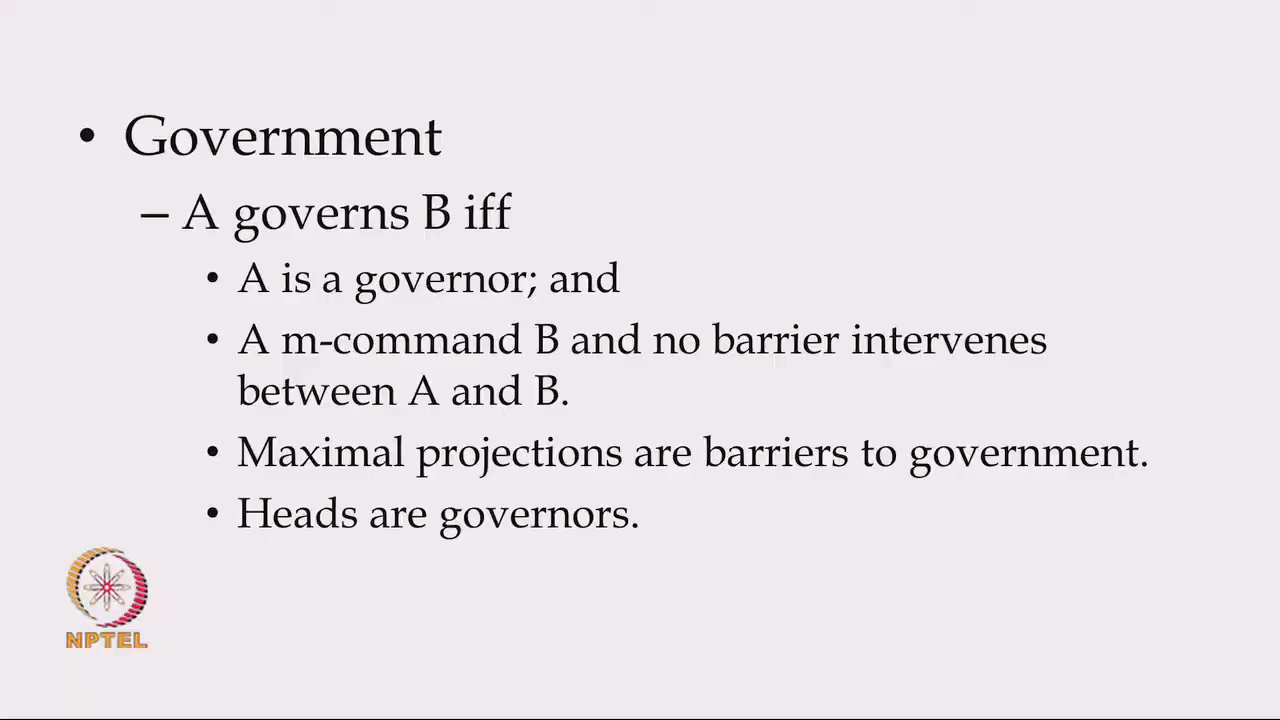 • Government
– A governs B iff
• A is a governor; and
• A m-command B and no barrier intervenes
between A and B.
• Maximal projections are barriers to government.
• Heads are governors.
NPTEL